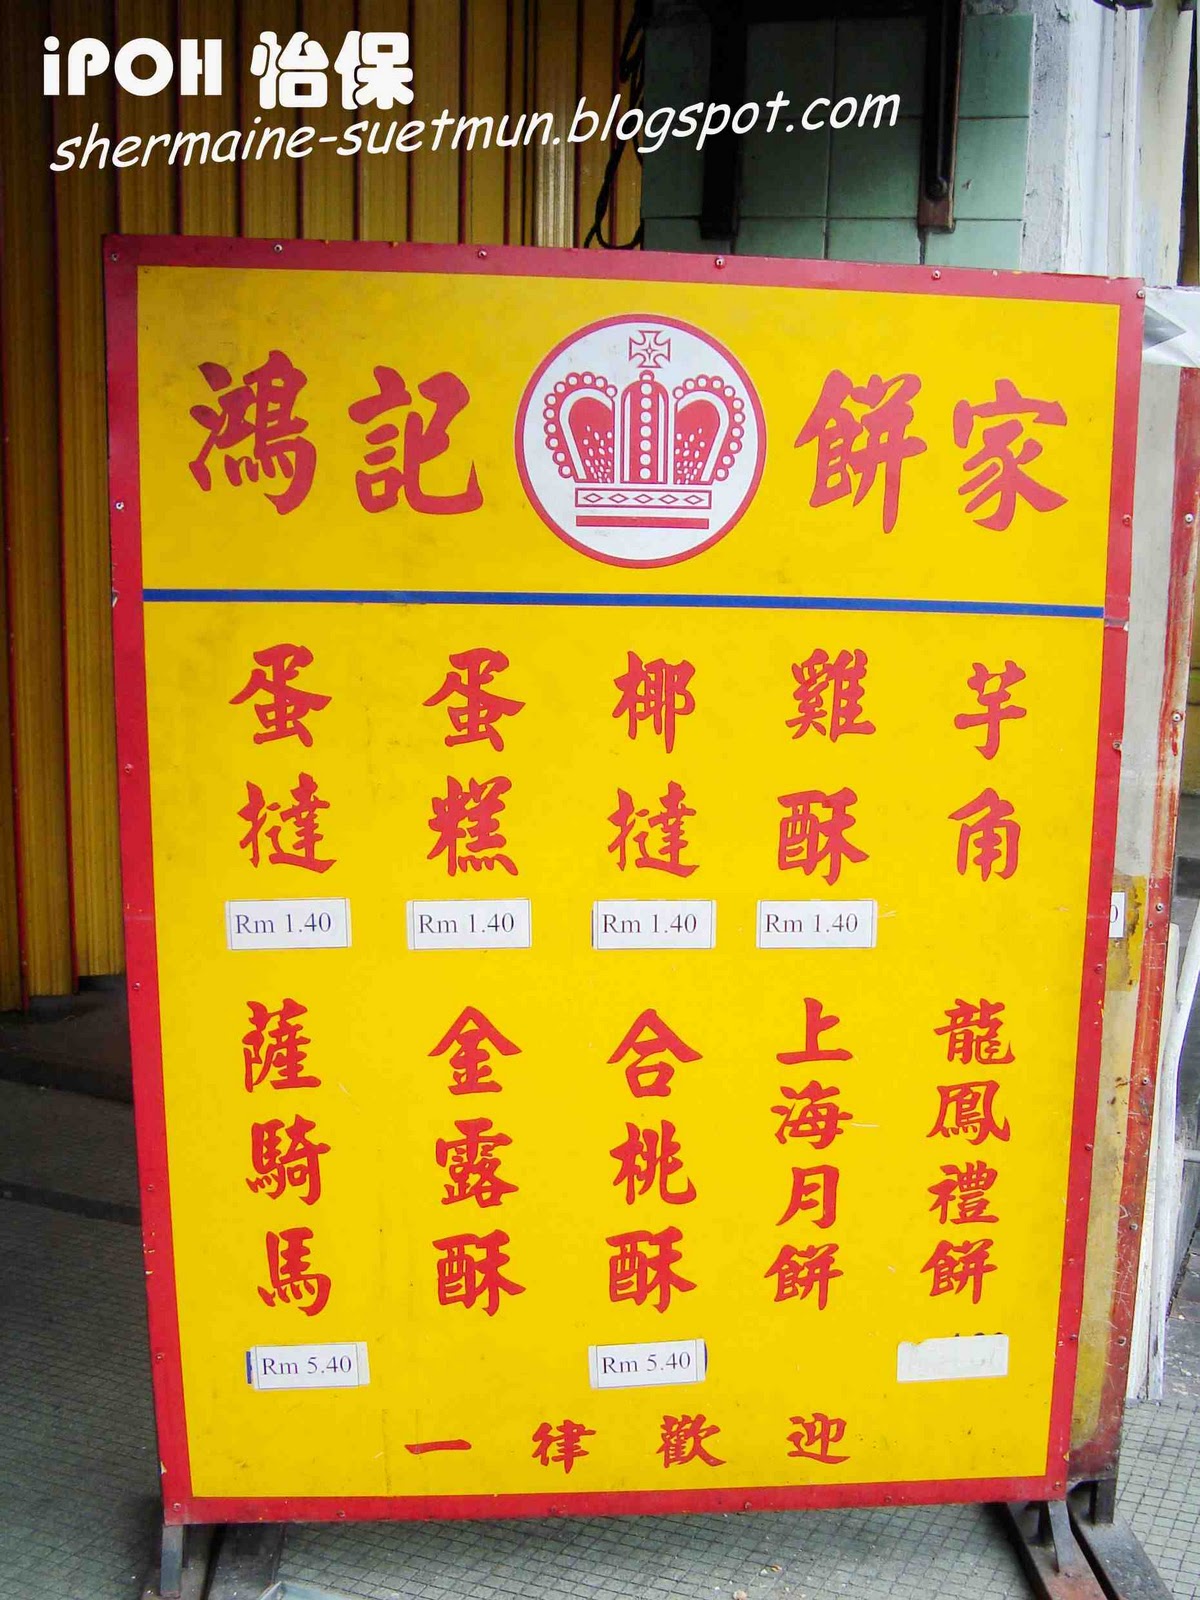 iPOH 怡保
shermaine-suetmun.blogspot.com
鴻記 餅家
蛋撻
Rm 1.40
蛋糕
Rm 1.40
椰撻
Rm 1.40
雞酥
Rm 1.40
芋角
薩騎馬
Rm 5.40
金露酥
合桃酥
Rm 5.40
上海月餅
龍鳳禮餅
一律歡迎